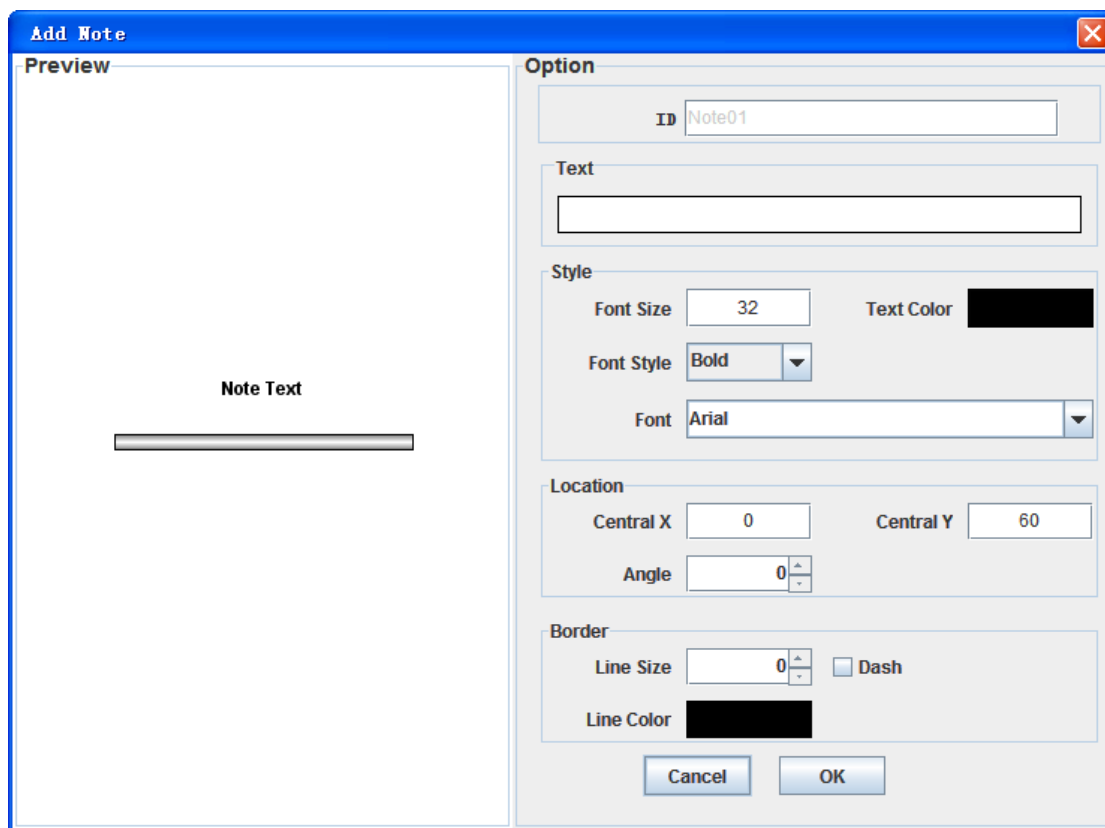 Add Note
Preview
Note Text
Option
ID Note01
Text
Style
Font Size 32 Text Color
Font Style Bold
Font Arial
Location
Central X 0 Central Y 60
Angle 0
Border
Line Size 0 Dash
Line Color
Cancel OK